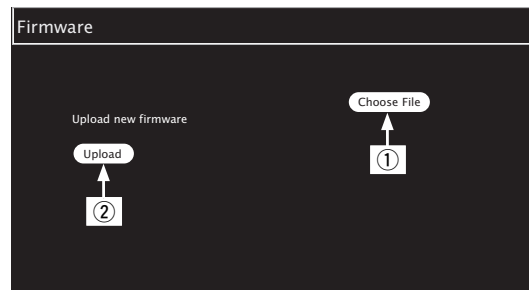 Firmware
Choose File
Upload new firmware
①
Upload
②